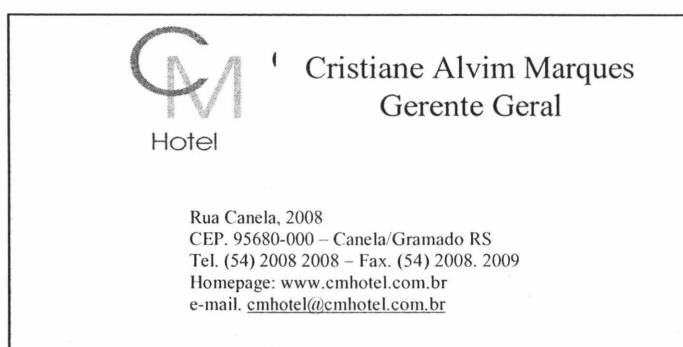 CM
Hotel
Cristiane Alvim Marques
Gerente Geral
Rua Canela, 2008
CEP. 95680-000 – Canela/Gramado RS
Tel. (54) 2008 2008 – Fax. (54) 2008. 2009
Homepage: www.cmhotel.com.br
e-mail. cmhotel@cmhotel.com.br